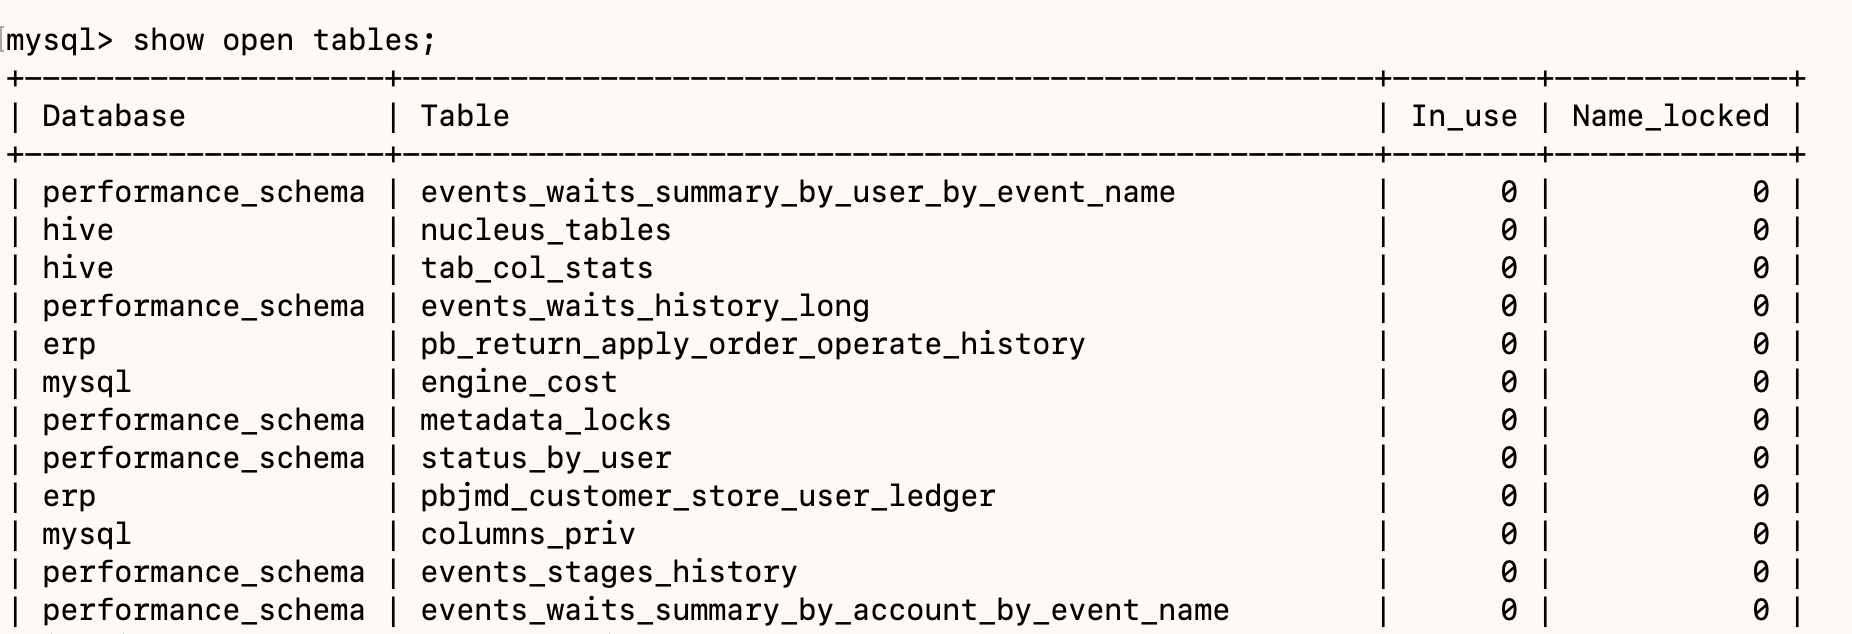 mysql> show open tables;
+--------------------+------------------------------------------------------+--------+-------------+
| Database           | Table                                                | In_use | Name_locked |
+--------------------+------------------------------------------------------+--------+-------------+
| performance_schema | events_waits_summary_by_user_by_event_name           |      0 |           0 |
| hive               | nucleus_tables                                       |      0 |           0 |
| hive               | tab_col_stats                                        |      0 |           0 |
| performance_schema | events_waits_history_long                            |      0 |           0 |
| erp                | pb_return_apply_order_operate_history                |      0 |           0 |
| mysql              | engine_cost                                          |      0 |           0 |
| performance_schema | metadata_locks                                       |      0 |           0 |
| performance_schema | status_by_user                                       |      0 |           0 |
| erp                | pbjmd_customer_store_user_ledger                     |      0 |           0 |
| mysql              | columns_priv                                         |      0 |           0 |
| performance_schema | events_stages_history                                |      0 |           0 |
| performance_schema | events_waits_summary_by_account_by_event_name        |      0 |           0 |